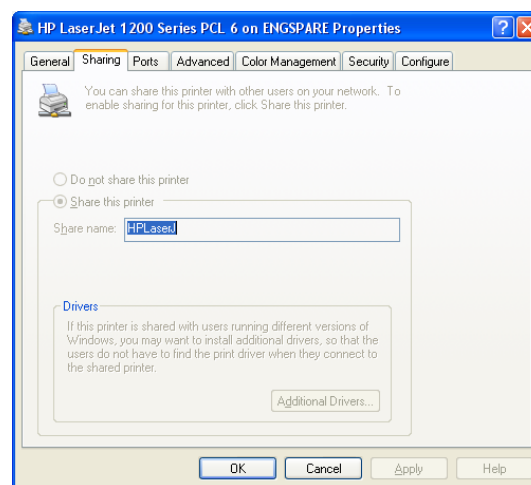 HP LaserJet 1200 Series PCL 6 on ENGSPARE Properties
General Sharing Ports Advanced Color Management Security Configure
You can share this printer with other users on your network. To
enable sharing for this printer, click Share this printer.
Do not share this printer
Share this printer
Share name: HPLaserJ
Drivers
If this printer is shared with users running different versions of
Windows, you may want to install additional drivers, so that the
users do not have to find the print driver when they connect to
the shared printer.
Additional Drivers...
OK Cancel Apply Help